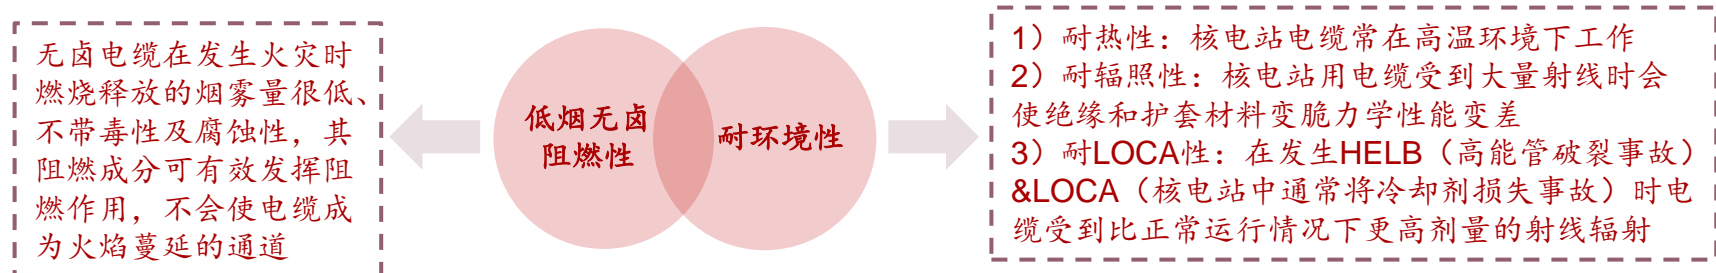 无卤电缆在发生火灾时
燃烧释放的烟雾量很低、
不带毒性及腐蚀性，其
阻燃成分可有效发挥阻
燃作用，不会使电缆成
为火焰蔓延的通道
低烟无卤
阻燃性
耐环境性
1）耐热性：核电站电缆常在高温环境下工作
2）耐辐照性：核电站用电缆受到大量射线时会
使绝缘和护套材料变脆力学性能变差
3）耐LOCA性：在发生HELB（高能管破裂事故）
&LOCA（核电站中通常将冷却剂损失事故）时电
缆受到比正常运行情况下更高剂量的射线辐射